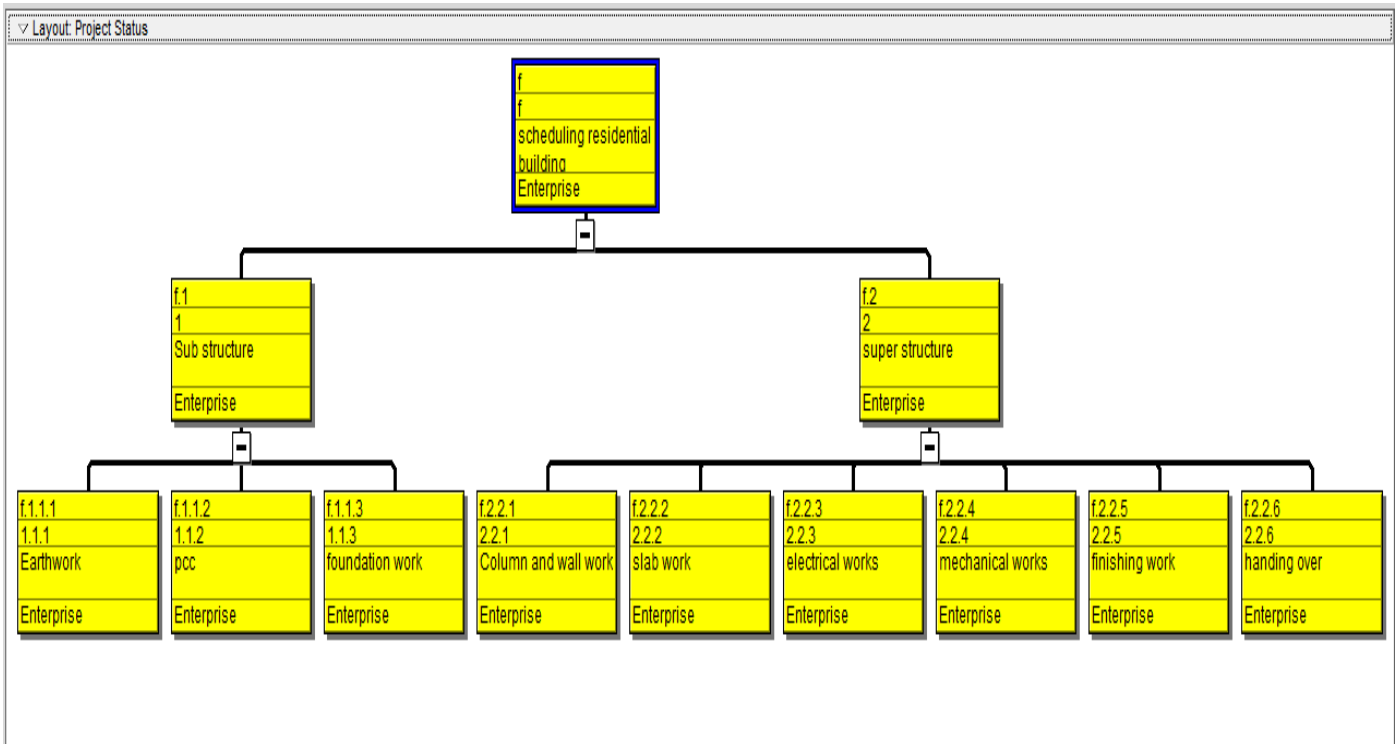 Layout: Project Status
f
f
scheduling residential
building
Enterprise
f.1
1
Sub structure
Enterprise
f.2
2
super structure
Enterprise
f.1.1.1
1.1.1
Earthwork
Enterprise
f.1.1.2
1.1.2
pcc
Enterprise
f.1.1.3
1.1.3
foundation work
Enterprise
f.2.2.1
2.2.1
Column and wall work
Enterprise
f.2.2.2
2.2.2
slab work
Enterprise
f.2.2.3
2.2.3
electrical works
Enterprise
f.2.2.4
2.2.4
mechanical works
Enterprise
f.2.2.5
2.2.5
finishing work
Enterprise
f.2.2.6
2.2.6
handing over
Enterprise